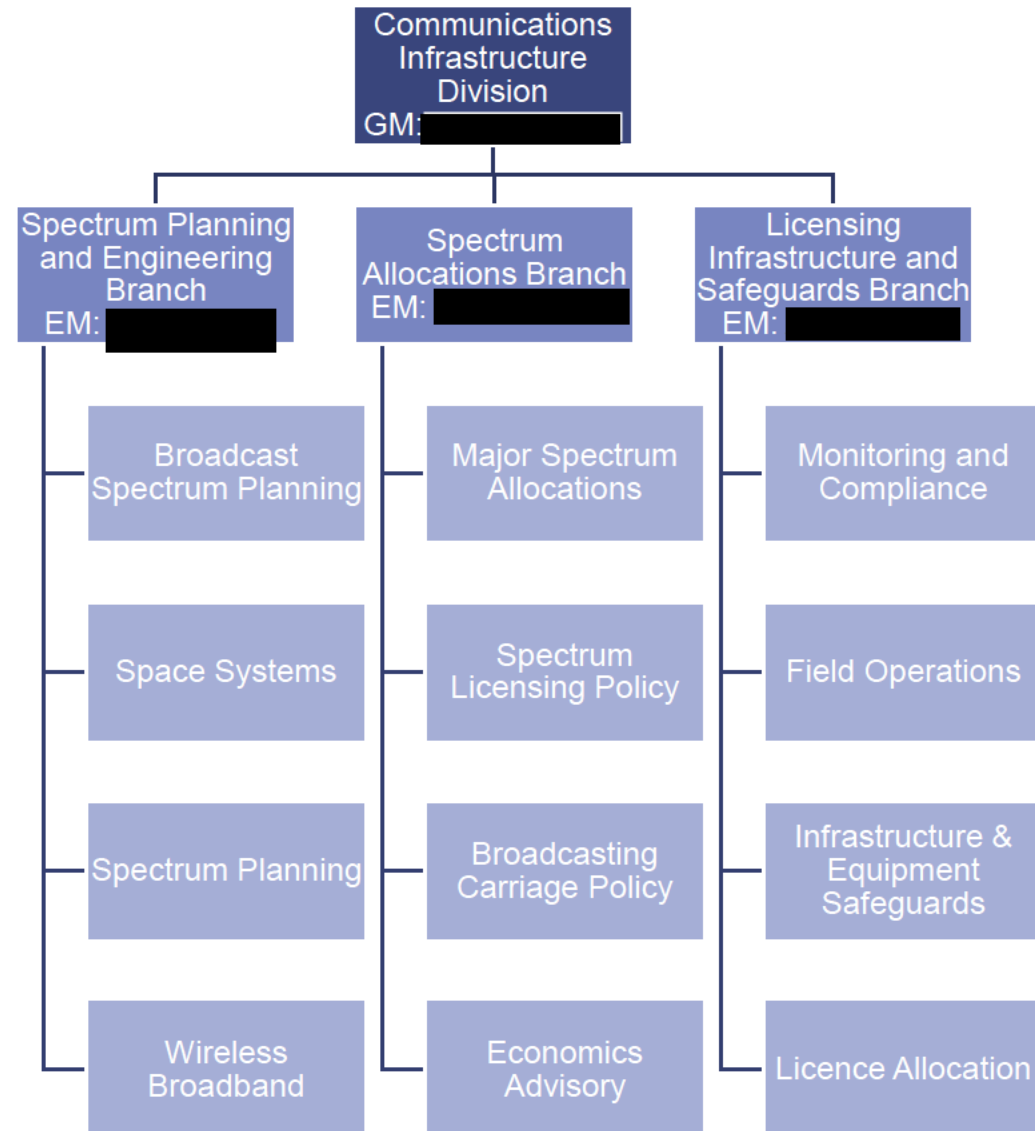 Communications
Infrastructure
Division
GM:
Spectrum Planning
and Engineering
Branch
EM:
Spectrum
Allocations Branch
EM:
Licensing
Infrastructure and
Safeguards Branch
EM:
Broadcast
Spectrum Planning
Space Systems
Spectrum Planning
Wireless
Broadband
Major Spectrum
Allocations
Spectrum
Licensing Policy
Broadcasting
Carriage Policy
Economics
Advisory
Monitoring and
Compliance
Field Operations
Infrastructure &
Equipment
Safeguards
Licence Allocation